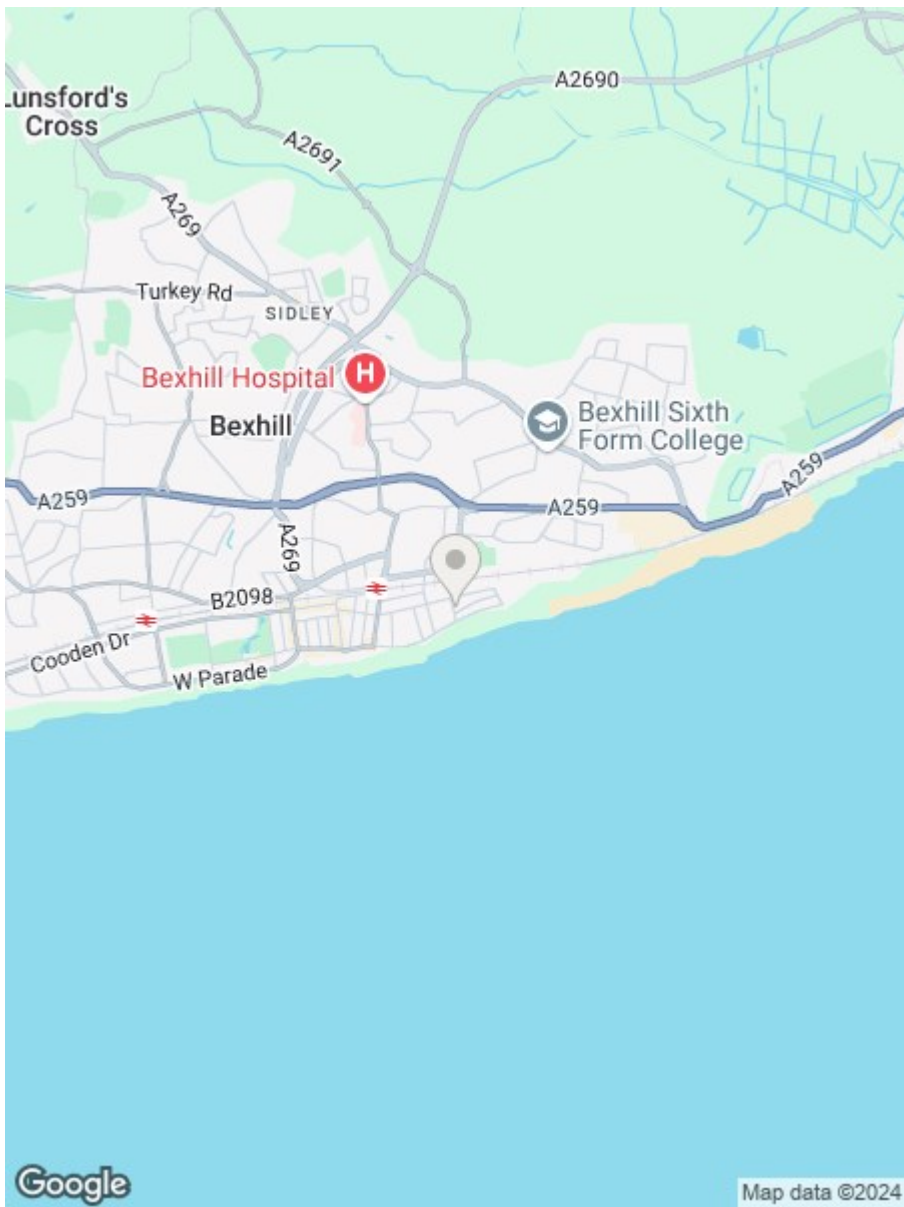 A2690
Lunsford's
Cross
A2691
A269
Turkey Rd
SIDLEY
Bexhill Hospital
H
Bexhill
Bexhill Sixth
Form College
A259
A259
A259
A269
B2098
Cooden Dr
W Parade
Google
Map data ©2024